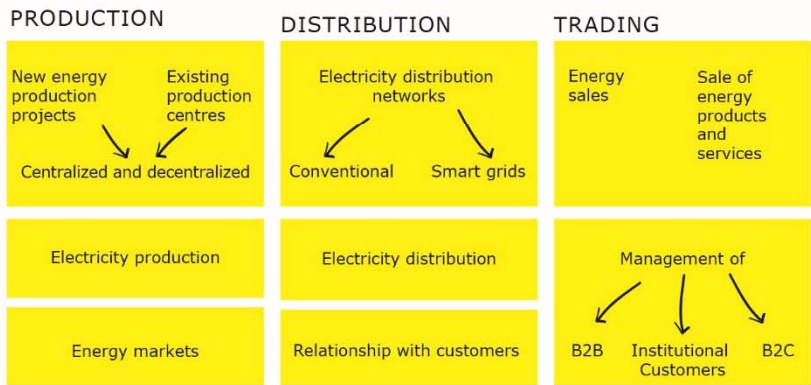 PRODUCTION
New energy
production
projects
Existing
production
centres
Centralized and decentralized
Electricity production
Energy markets
DISTRIBUTION
Electricity distribution
networks
Conventional
Smart grids
Electricity distribution
Relationship with customers
TRADING
Energy
sales
Sale of
energy
products
and
services
Management of
B2B
Institutional
Customers
B2C